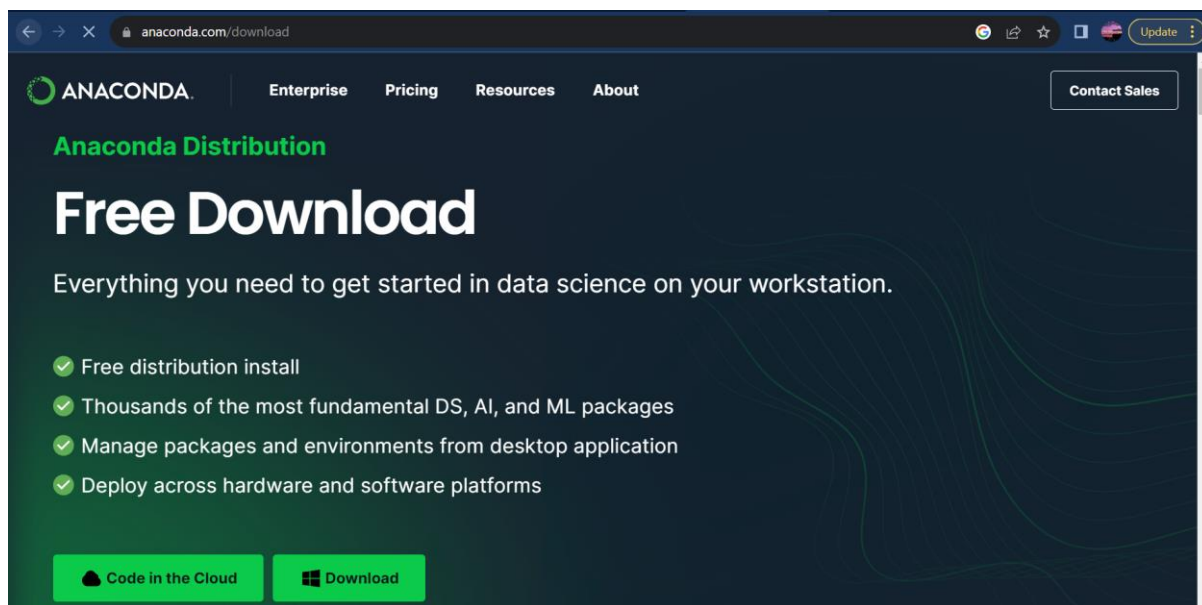 anaconda.com/download
Update
ANACONDA.
Enterprise Pricing Resources About
Contact Sales
Anaconda Distribution
Free Download
Everything you need to get started in data science on your workstation.
Free distribution install
Thousands of the most fundamental DS, AI, and ML packages
Manage packages and environments from desktop application
Deploy across hardware and software platforms
Code in the Cloud
Download